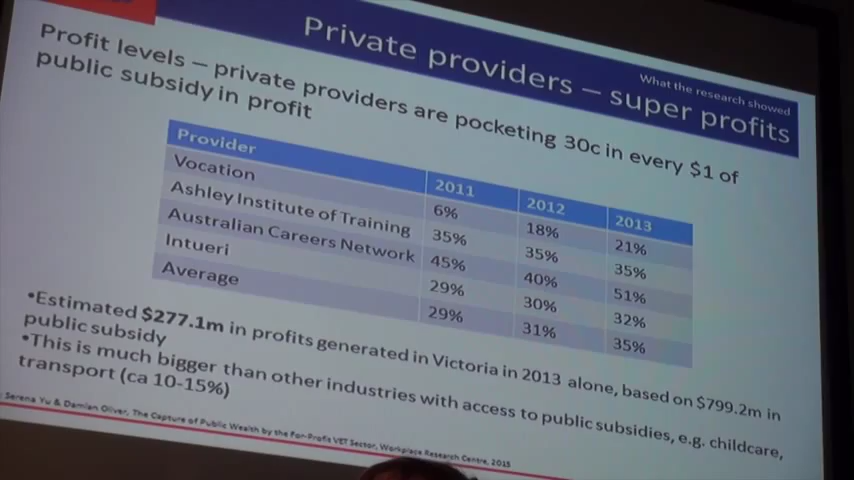 What the research showed
Private providers – super profits
Profit levels – private providers are pocketing 30c in every $1 of
public subsidy in profit
Provider 2011 2012 2013
Vocation 6% 18% 21%
Ashley Institute of Training 35% 35% 35%
Australian Careers Network 45% 40% 51%
Intueri 29% 30% 32%
Average 29% 31% 35%
•Estimated $277.1m in profits generated in Victoria in 2013 alone, based on $799.2m in
public subsidy
•This is much bigger than other industries with access to public subsidies, e.g. childcare,
transport (ca 10-15%)
Serena Yu & Damian Oliver, The Capture of Public Wealth by the For-Profit VET Sector, Workplace Research Centre, 2015